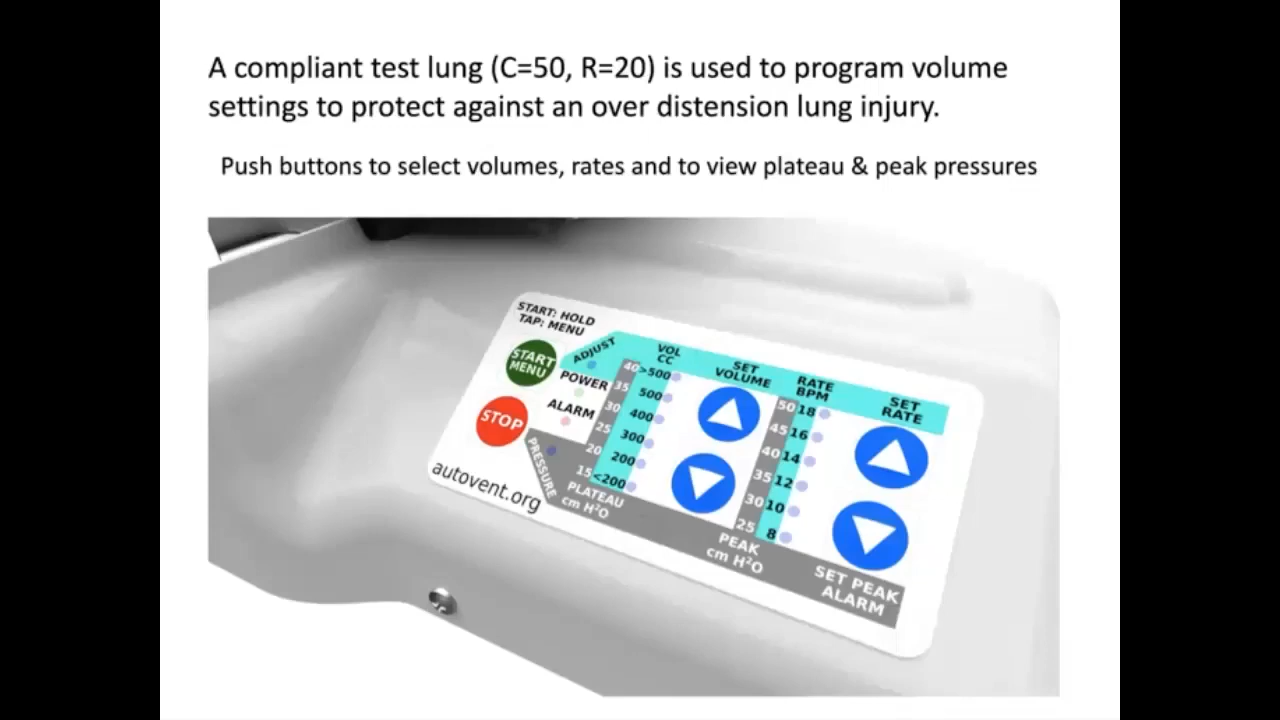 A compliant test lung (C=50, R=20) is used to program volume
settings to protect against an over distension lung injury.
Push buttons to select volumes, rates and to view plateau & peak pressures
START: HOLD
TAP: MENU
START
MENU
STOP
autovent.org
ADJUST
POWER
ALARM
PRESSURE
VOL
CC
40 >500
35 500
30 400
25 300
20 200
15 <200
PLATEAU
cm H²O
SET
VOLUME
RATE
BPM
50 18
45 16
40 14
35 12
30 10
25 8
PEAK
cm H²O
SET
RATE
SET PEAK
ALARM